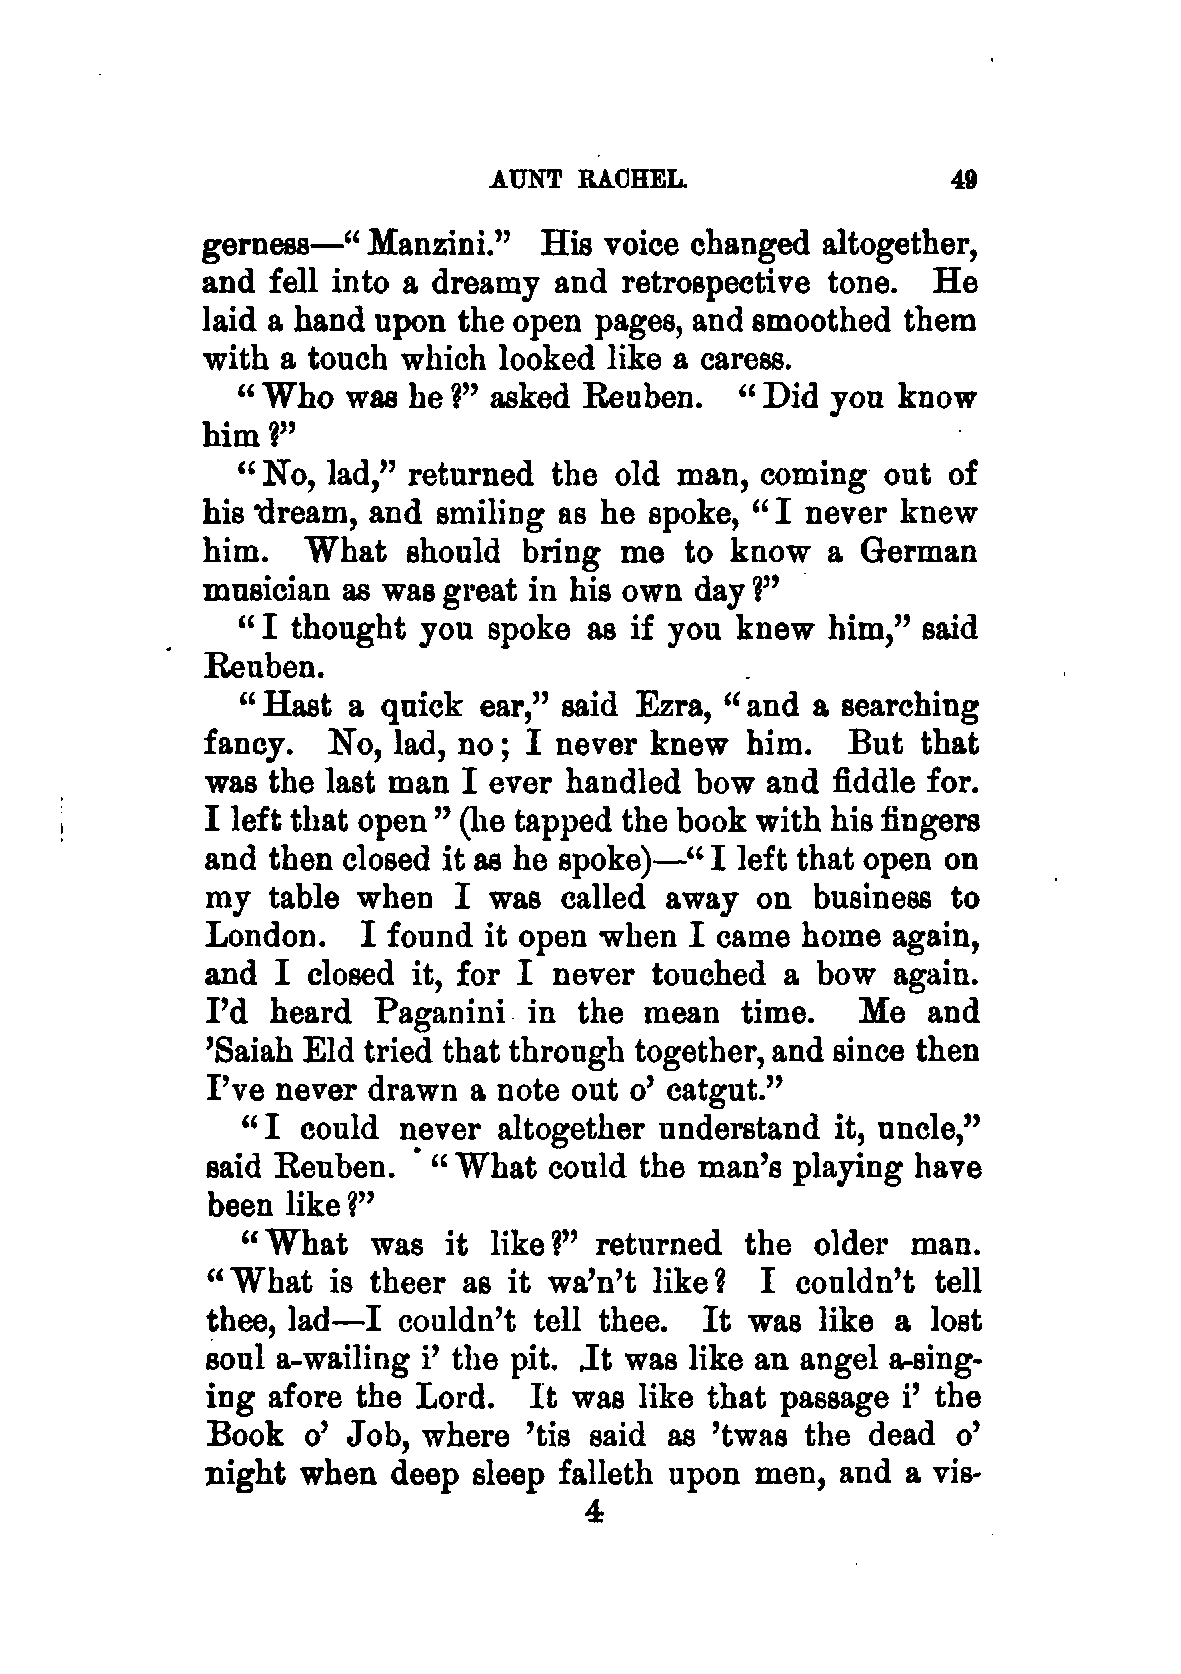 AUNT RACHEL. 49
gerness—“Manzini.” His voice changed altogether,
and fell into a dreamy and retrospective tone. He
laid a hand upon the open pages, and smoothed them
with a touch which looked like a caress.
“Who was he?” asked Reuben. “Did you know
him?”
“No, lad,” returned the old man, coming out of
his dream, and smiling as he spoke, “I never knew
him. What should bring me to know a German
musician as was great in his own day?”
“I thought you spoke as if you knew him,” said
Reuben.
“Hast a quick ear,” said Ezra, “and a searching
fancy. No, lad, no; I never knew him. But that
was the last man I ever handled bow and fiddle for.
I left that open” (he tapped the book with his fingers
and then closed it as he spoke)—“I left that open on
my table when I was called away on business to
London. I found it open when I came home again,
and I closed it, for I never touched a bow again.
I’d heard Paganini in the mean time. Me and
’Saiah Eld tried that through together, and since then
I’ve never drawn a note out o’ catgut.”
“I could never altogether understand it, uncle,”
said Reuben. “What could the man’s playing have
been like?”
“What was it like?” returned the older man.
“What is theer as it wa’n’t like? I couldn’t tell
thee, lad—I couldn’t tell thee. It was like a lost
soul a-wailing i’ the pit. It was like an angel a-sing-
ing afore the Lord. It was like that passage i’ the
Book o’ Job, where ’tis said as ’twas the dead o’
night when deep sleep falleth upon men, and a vis-
4